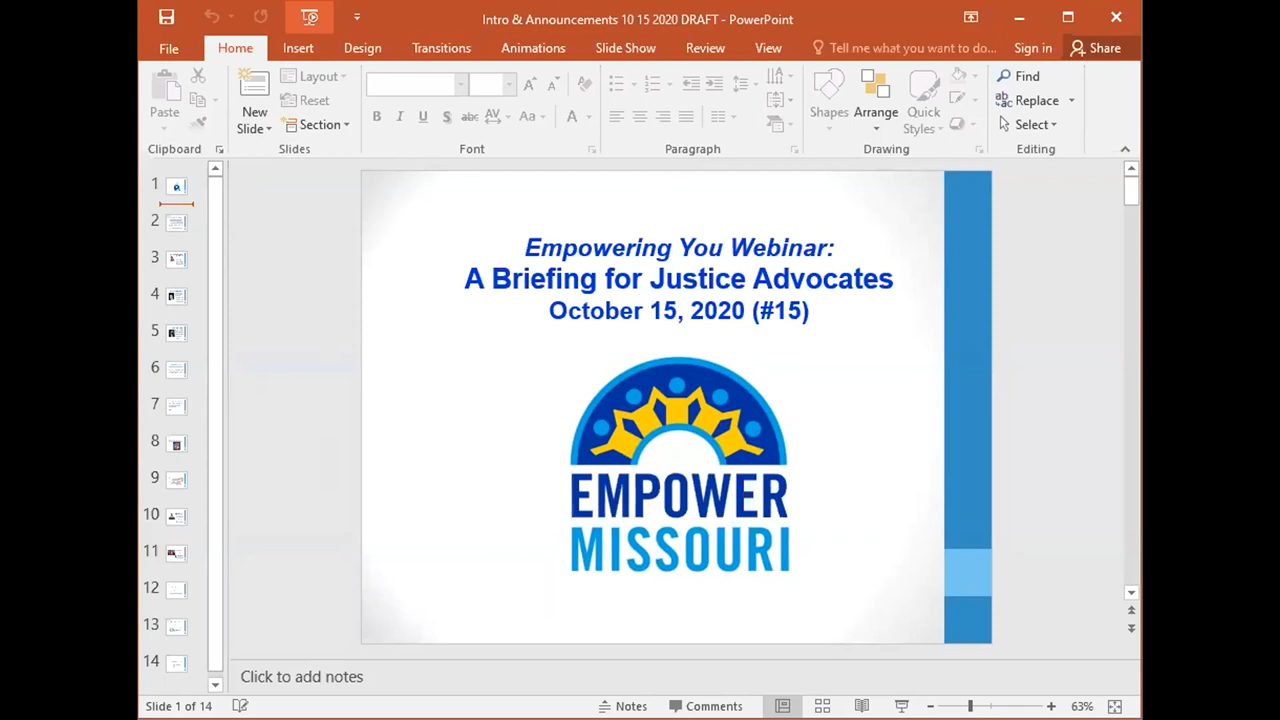 Intro & Announcements 10 15 2020 DRAFT - PowerPoint
File Home Insert Design Transitions Animations Slide Show Review View Tell me what you want to do... Sign in Share
Paste
New Slide
Layout
Reset
Section
B I U S abc AV Aa A
Shapes
Arrange
Quick Styles
Find
Replace
Select
Clipboard Slides Font Paragraph Drawing Editing
1
2
3
4
5
6
7
8
9
10
11
12
13
14
Empowering You Webinar:
A Briefing for Justice Advocates
October 15, 2020 (#15)
EMPOWER
MISSOURI
Click to add notes
Slide 1 of 14 Notes Comments 63%